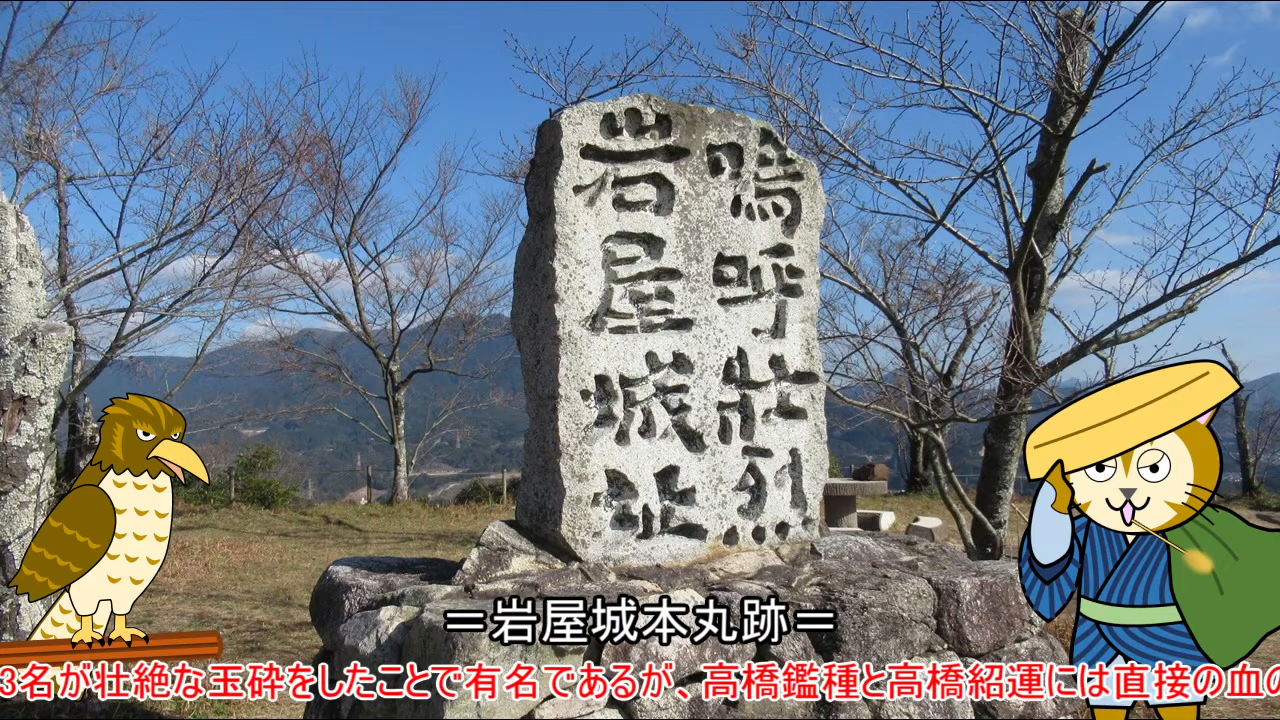 嗚呼壮烈
岩屋城址
＝岩屋城本丸跡＝
3名が壮絶な玉砕をしたことで有名であるが、高橋鑑種と高橋紹運には直接の血の